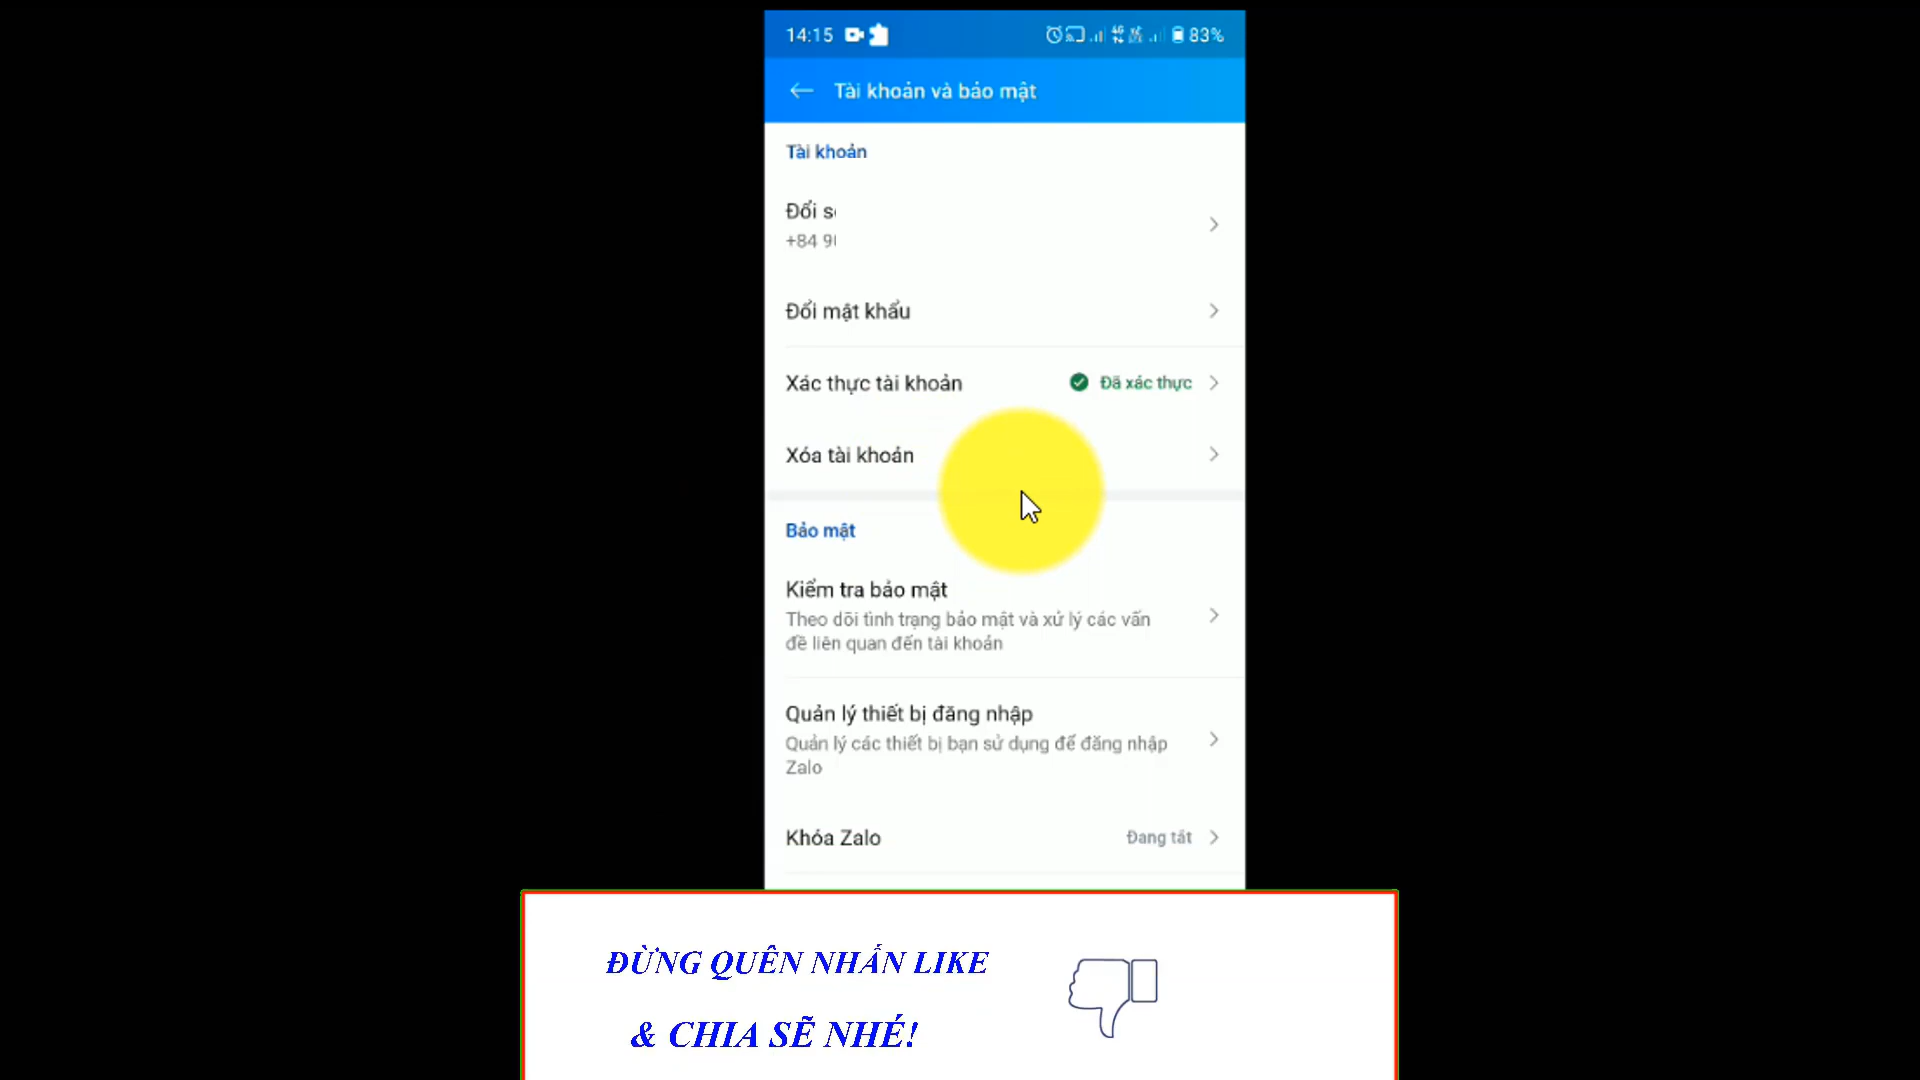 14:15 83%
Tài khoản và bảo mật
Tài khoản
Đổi
+84
Đổi mật khẩu
Xác thực tài khoản Đã xác thực
Xóa tài khoản
Bảo mật
Kiểm tra bảo mật
Theo dõi tình trạng bảo mật và xử lý các vấn
đề liên quan đến tài khoản
Quản lý thiết bị đăng nhập
Quản lý các thiết bị bạn sử dụng để đăng nhập
Zalo
Khóa Zalo Đang tắt
ĐỪNG QUÊN NHẤN LIKE
& CHIA SẼ NHÉ!